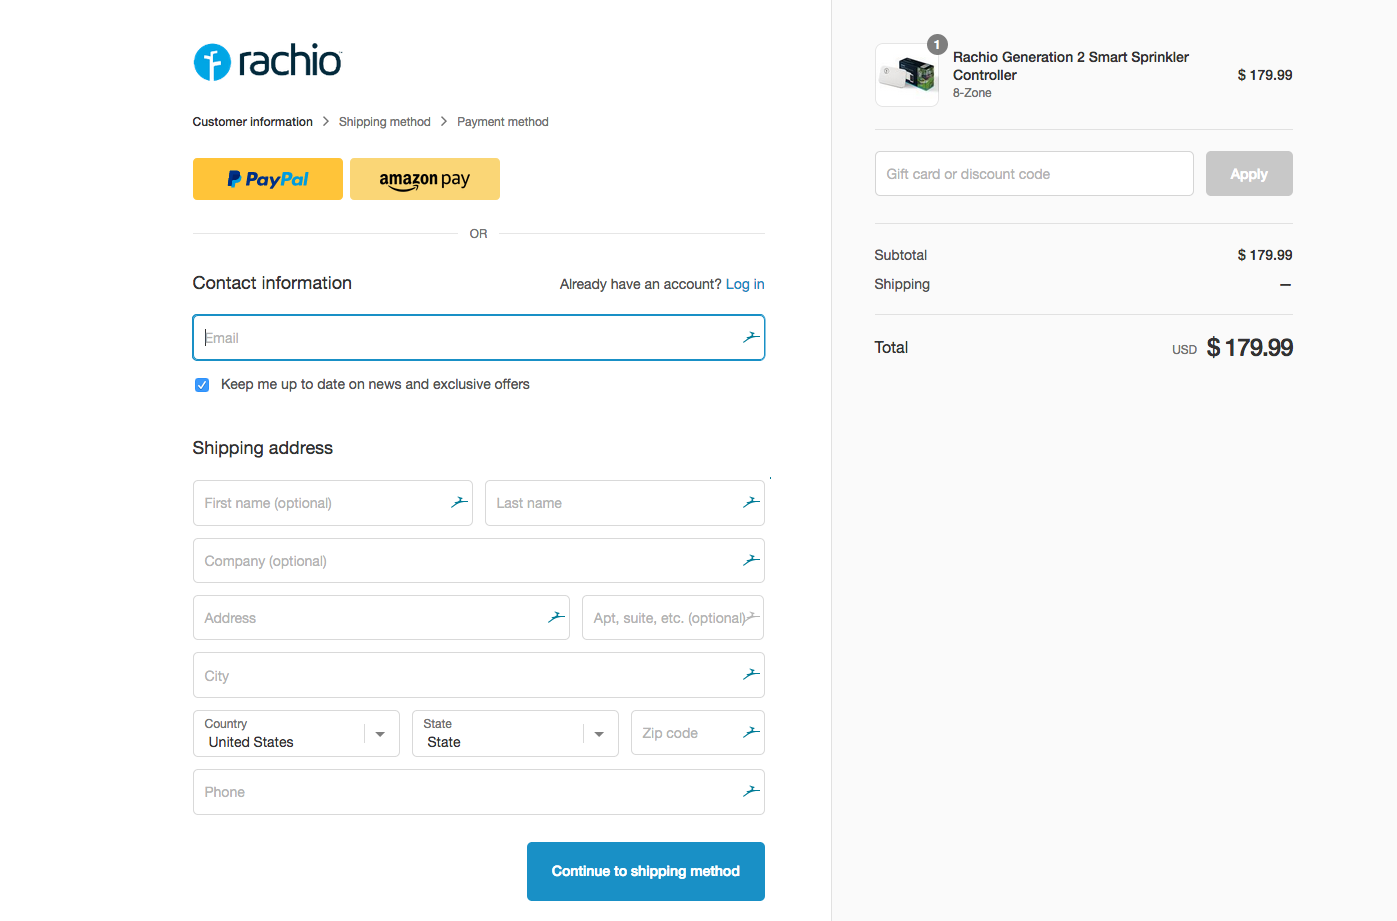 rachio
Customer information > Shipping method > Payment method
PayPal amazon pay
OR
Contact information Already have an account? Log in
Email
Keep me up to date on news and exclusive offers
Shipping address
First name (optional) Last name
Company (optional)
Address Apt, suite, etc. (optional)
City
Country State Zip code
United States State
Phone
Continue to shipping method
1
Rachio Generation 2 Smart Sprinkler
Controller $ 179.99
8-Zone
Gift card or discount code Apply
Subtotal $ 179.99
Shipping —
Total USD $ 179.99